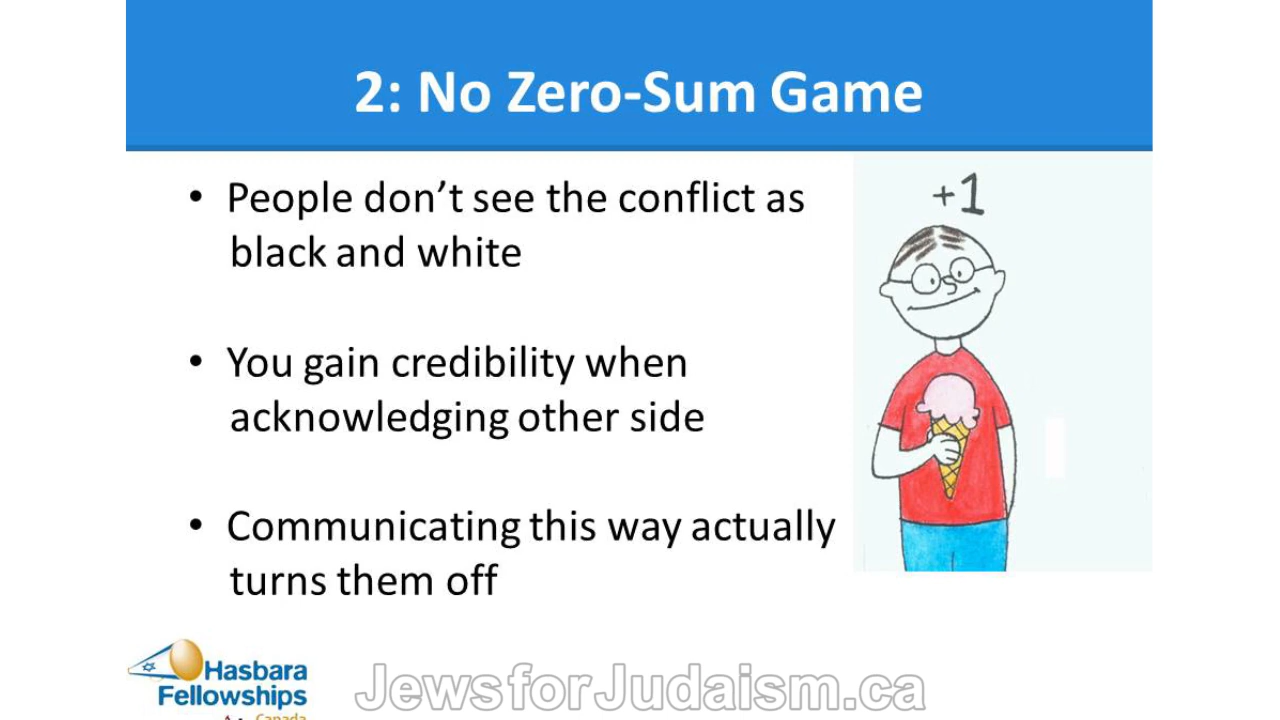 2: No Zero-Sum Game
+1
• People don’t see the conflict as
black and white
• You gain credibility when
acknowledging other side
• Communicating this way actually
turns them off
Hasbara
Fellowships
Canada
JewsforJudaism.ca